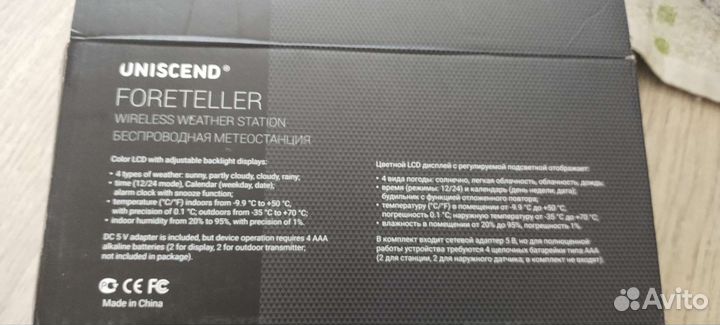 UNISCEND®
FORETELLER
WIRELESS WEATHER STATION
БЕСПРОВОДНАЯ МЕТЕОСТАНЦИЯ
Color LCD with adjustable backlight displays:
• 4 types of weather: sunny, partly cloudy, cloudy, rainy;
• time (12/24 mode), Calendar (weekday, date);
alarm clock with snooze function;
• temperature (°C/°F) indoors from -9.9 °C to +50 °C,
with precision of 0.1 °C; outdoors from -35 °C to +70 °C;
• indoor humidity from 20% to 95%, with precision of 1%.
DC 5-V adapter is included, but device operation requires 4 AAA
alkaline batteries (2 for display, 2 for outdoor transmitter;
not included in package).
Цветной LCD дисплей с регулируемой подсветкой отображает:
• 4 вида погоды: солнечно, легкая облачность, облачность, дождь;
• время (режимы: 12/24) и календарь (день недели, дата);
будильник с функцией отложенного повтора;
• температуру (°C/°F) в помещении от -9.9 °C до +50 °C,
погрешность 0.1 °C; наружную температуру от -35 °C до +70 °C;
• влажность в помещении от 20% до 95%, погрешность 1%.
В комплект входит сетевой адаптер 5 В, но для полноценной
работы устройства требуются 4 щелочных батарейки типа AAA
(2 для станции, 2 для наружного датчика; в комплект не входят).
CE FC
Made in China
Avito